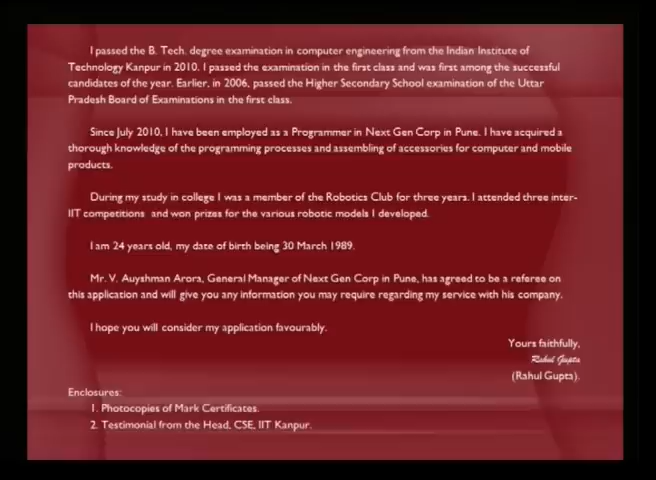 I passed the B. Tech. degree examination in computer engineering from the Indian Institute of
Technology Kanpur in 2010. I passed the examination in the first class and was first among the successful
candidates of the year. Earlier, in 2006, passed the Higher Secondary School examination of the Uttar
Pradesh Board of Examinations in the first class.
Since July 2010, I have been employed as a Programmer in Next Gen Corp in Pune. I have acquired a
thorough knowledge of the programming processes and assembling of accessories for computer and mobile
products.
During my study in college I was a member of the Robotics Club for three years. I attended three inter-
IIT competitions and won prizes for the various robotic models I developed.
I am 24 years old, my date of birth being 30 March 1989.
Mr. V. Auyshman Arora, General Manager of Next Gen Corp in Pune, has agreed to be a referee on
this application and will give you any information you may require regarding my service with his company.
I hope you will consider my application favourably.
Yours faithfully,
Rahul Gupta
(Rahul Gupta).
Enclosures:
1. Photocopies of Mark Certificates.
2. Testimonial from the Head, CSE, IIT Kanpur.